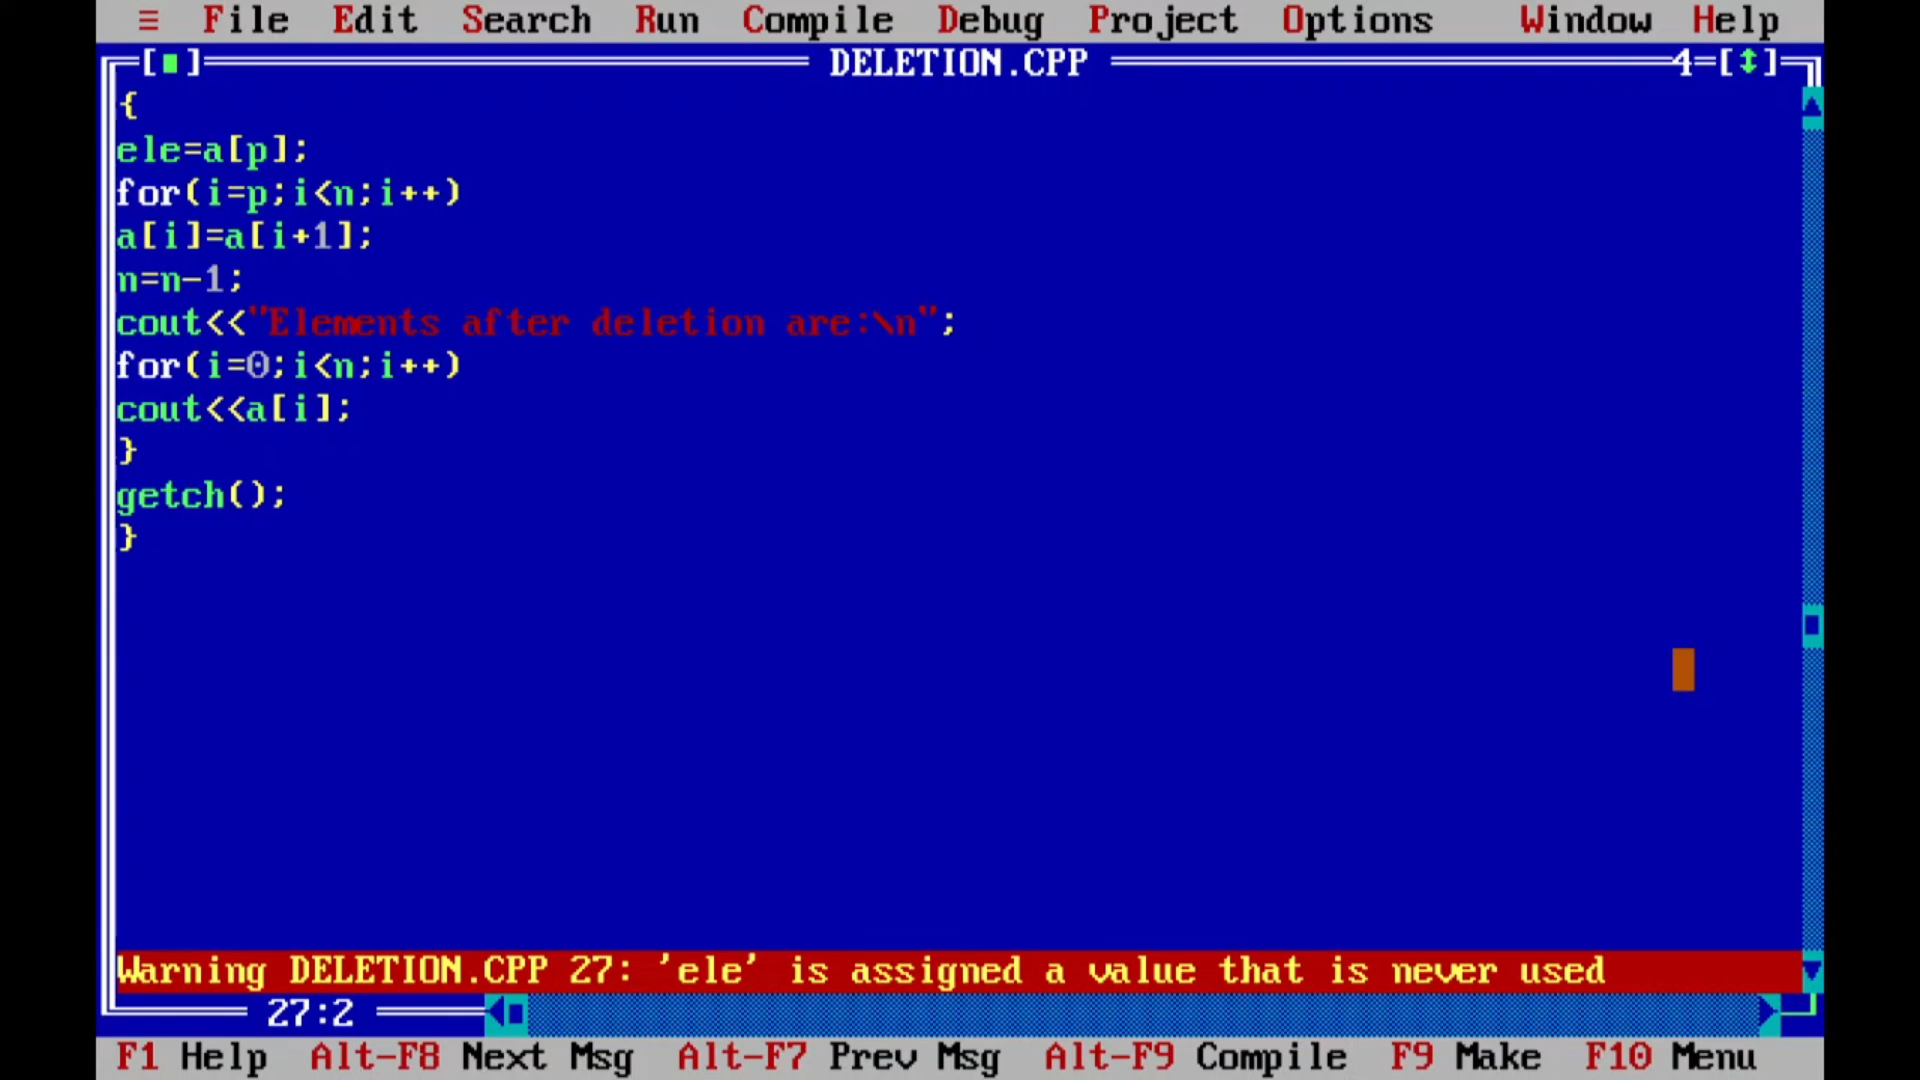 ≡ File Edit Search Run Compile Debug Project Options Window Help
[■] DELETION.CPP 4=[↕]
{
ele=a[p];
for(i=p;i<n;i++)
a[i]=a[i+1];
n=n-1;
cout<<"Elements after deletion are:\n";
for(i=0;i<n;i++)
cout<<a[i];
}
getch();
}
Warning DELETION.CPP 27: 'ele' is assigned a value that is never used
27:2
F1 Help Alt-F8 Next Msg Alt-F7 Prev Msg Alt-F9 Compile F9 Make F10 Menu